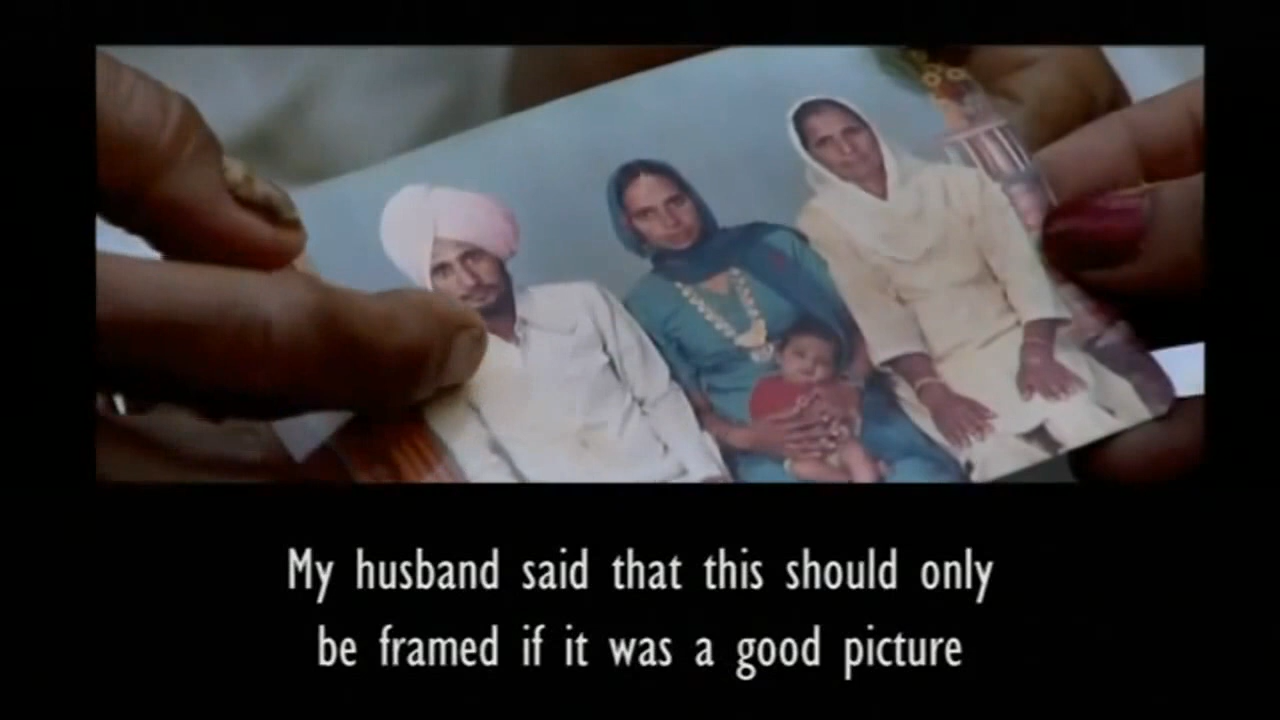 My husband said that this should only
be framed if it was a good picture